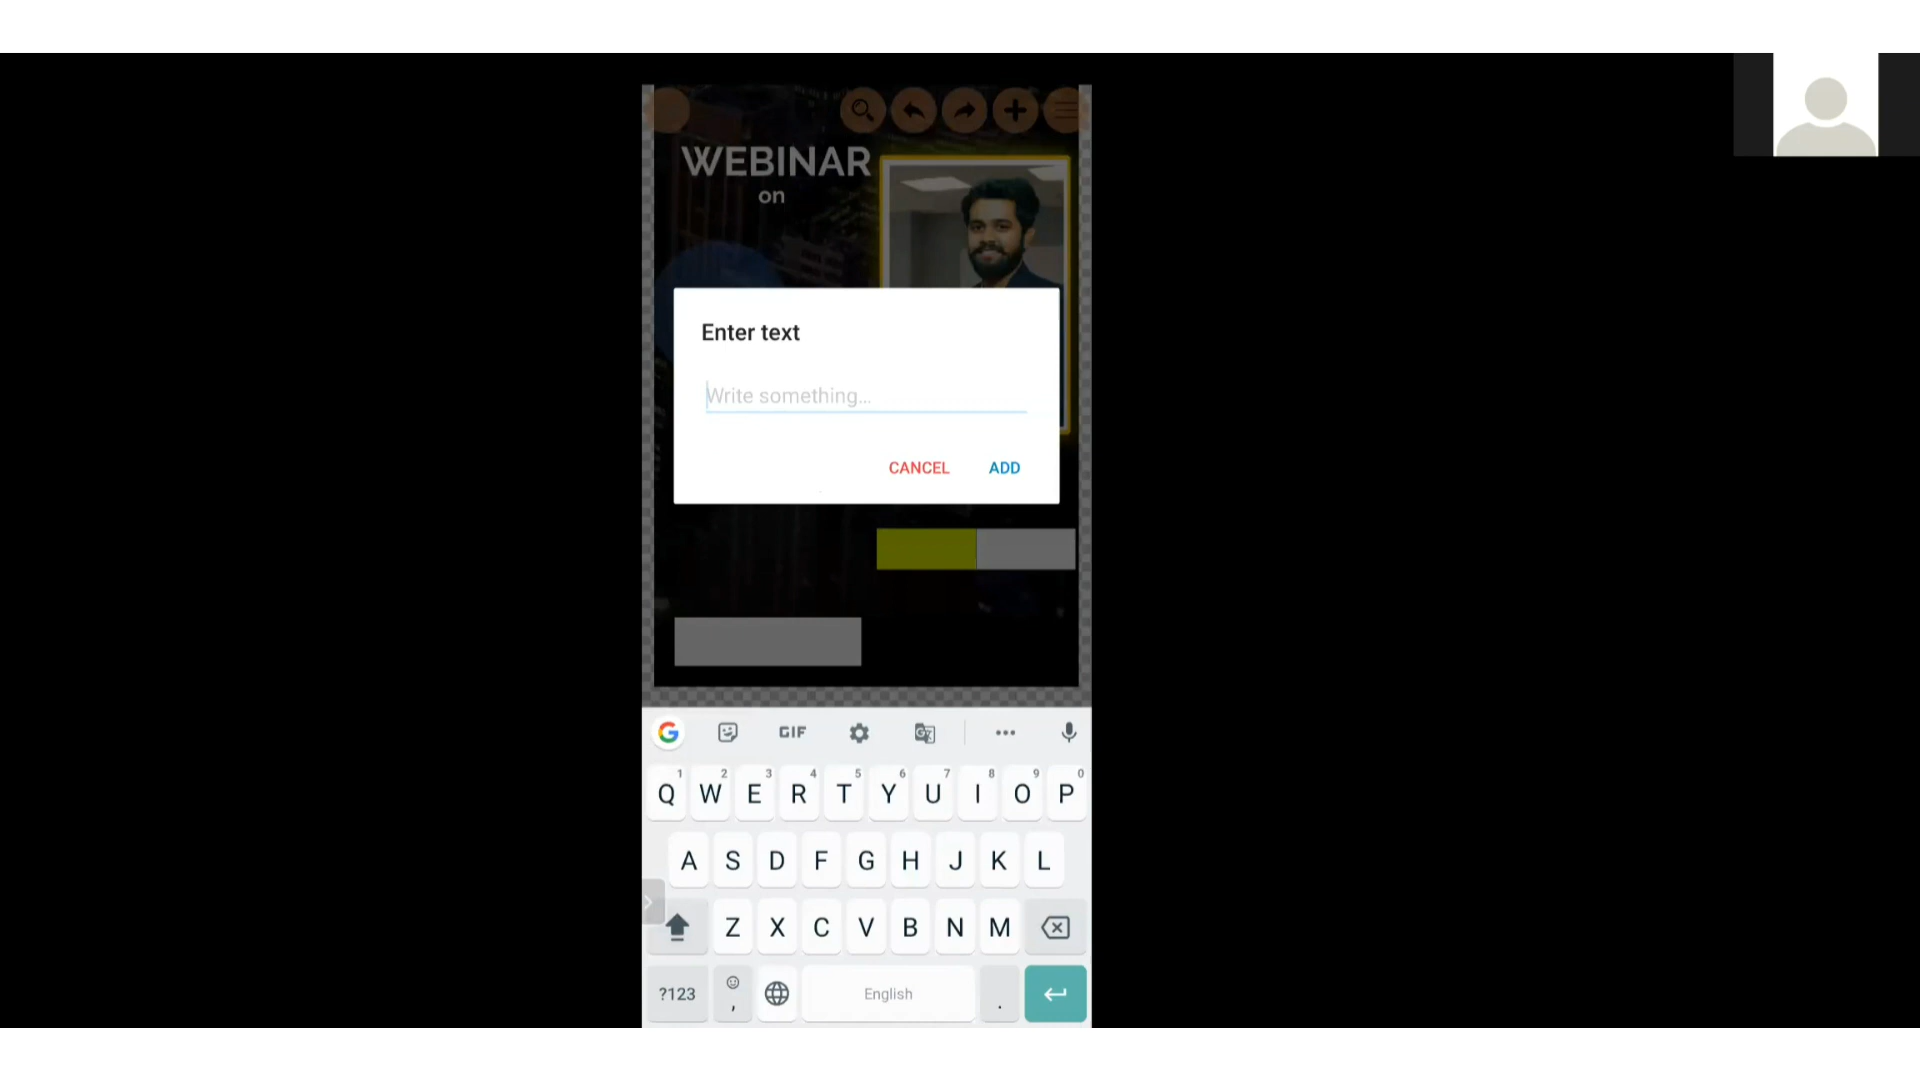 WEBINAR
on
Enter text
Write something...
CANCEL ADD
G GIF G
1 2 3 4 5 6 7 8 9 0
Q W E R T Y U I O P
A S D F G H J K L
Z X C V B N M
?123 , English .